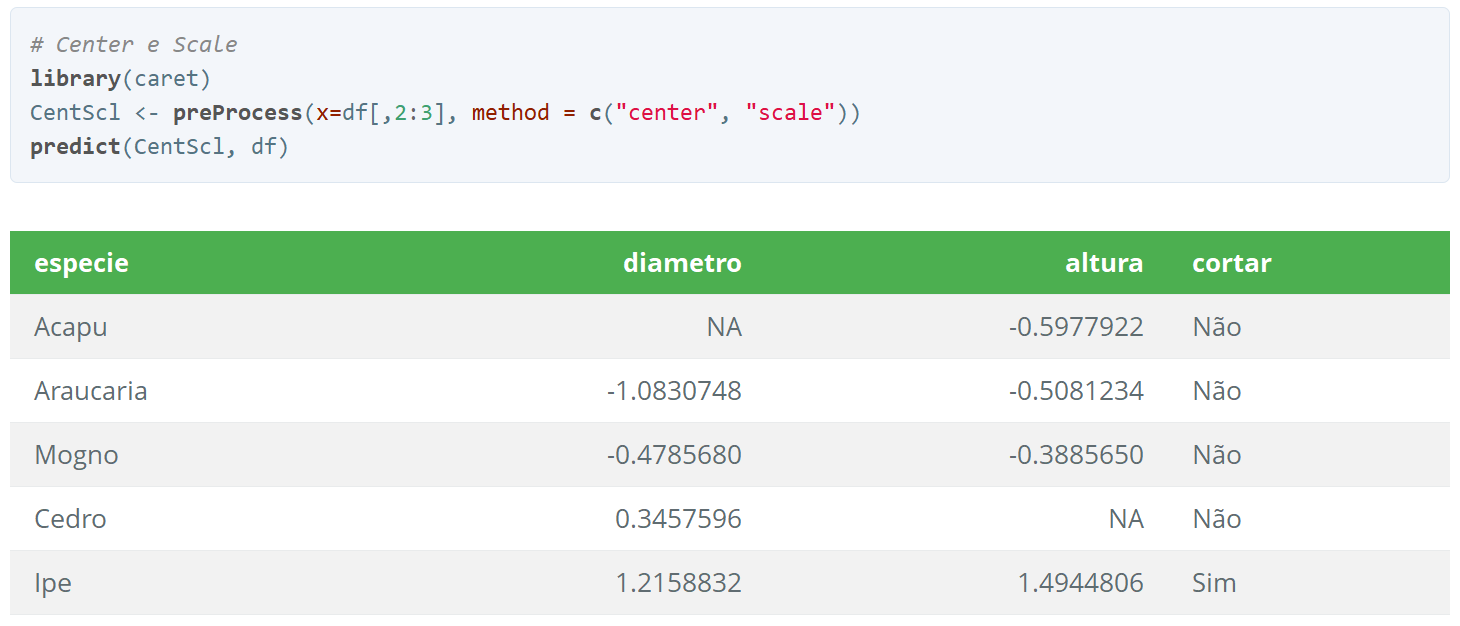 # Center e Scale
library(caret)
CentScl <- preProcess(x=df[,2:3], method = c("center", "scale"))
predict(CentScl, df)
especie diametro altura cortar
Acapu NA -0.5977922 Não
Araucaria -1.0830748 -0.5081234 Não
Mogno -0.4785680 -0.3885650 Não
Cedro 0.3457596 NA Não
Ipe 1.2158832 1.4944806 Sim